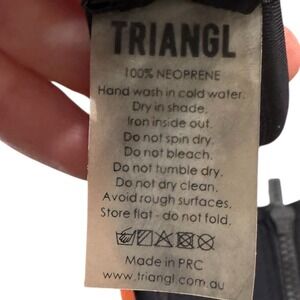 TRIANGL
100% NEOPRENE
Hand wash in cold water.
Dry in shade.
Iron inside out.
Do not spin dry.
Do not bleach.
Do not tumble dry.
Do not dry clean.
Avoid rough surfaces.
Store flat - do not fold.
Made in PRC
www.triangl.com.au